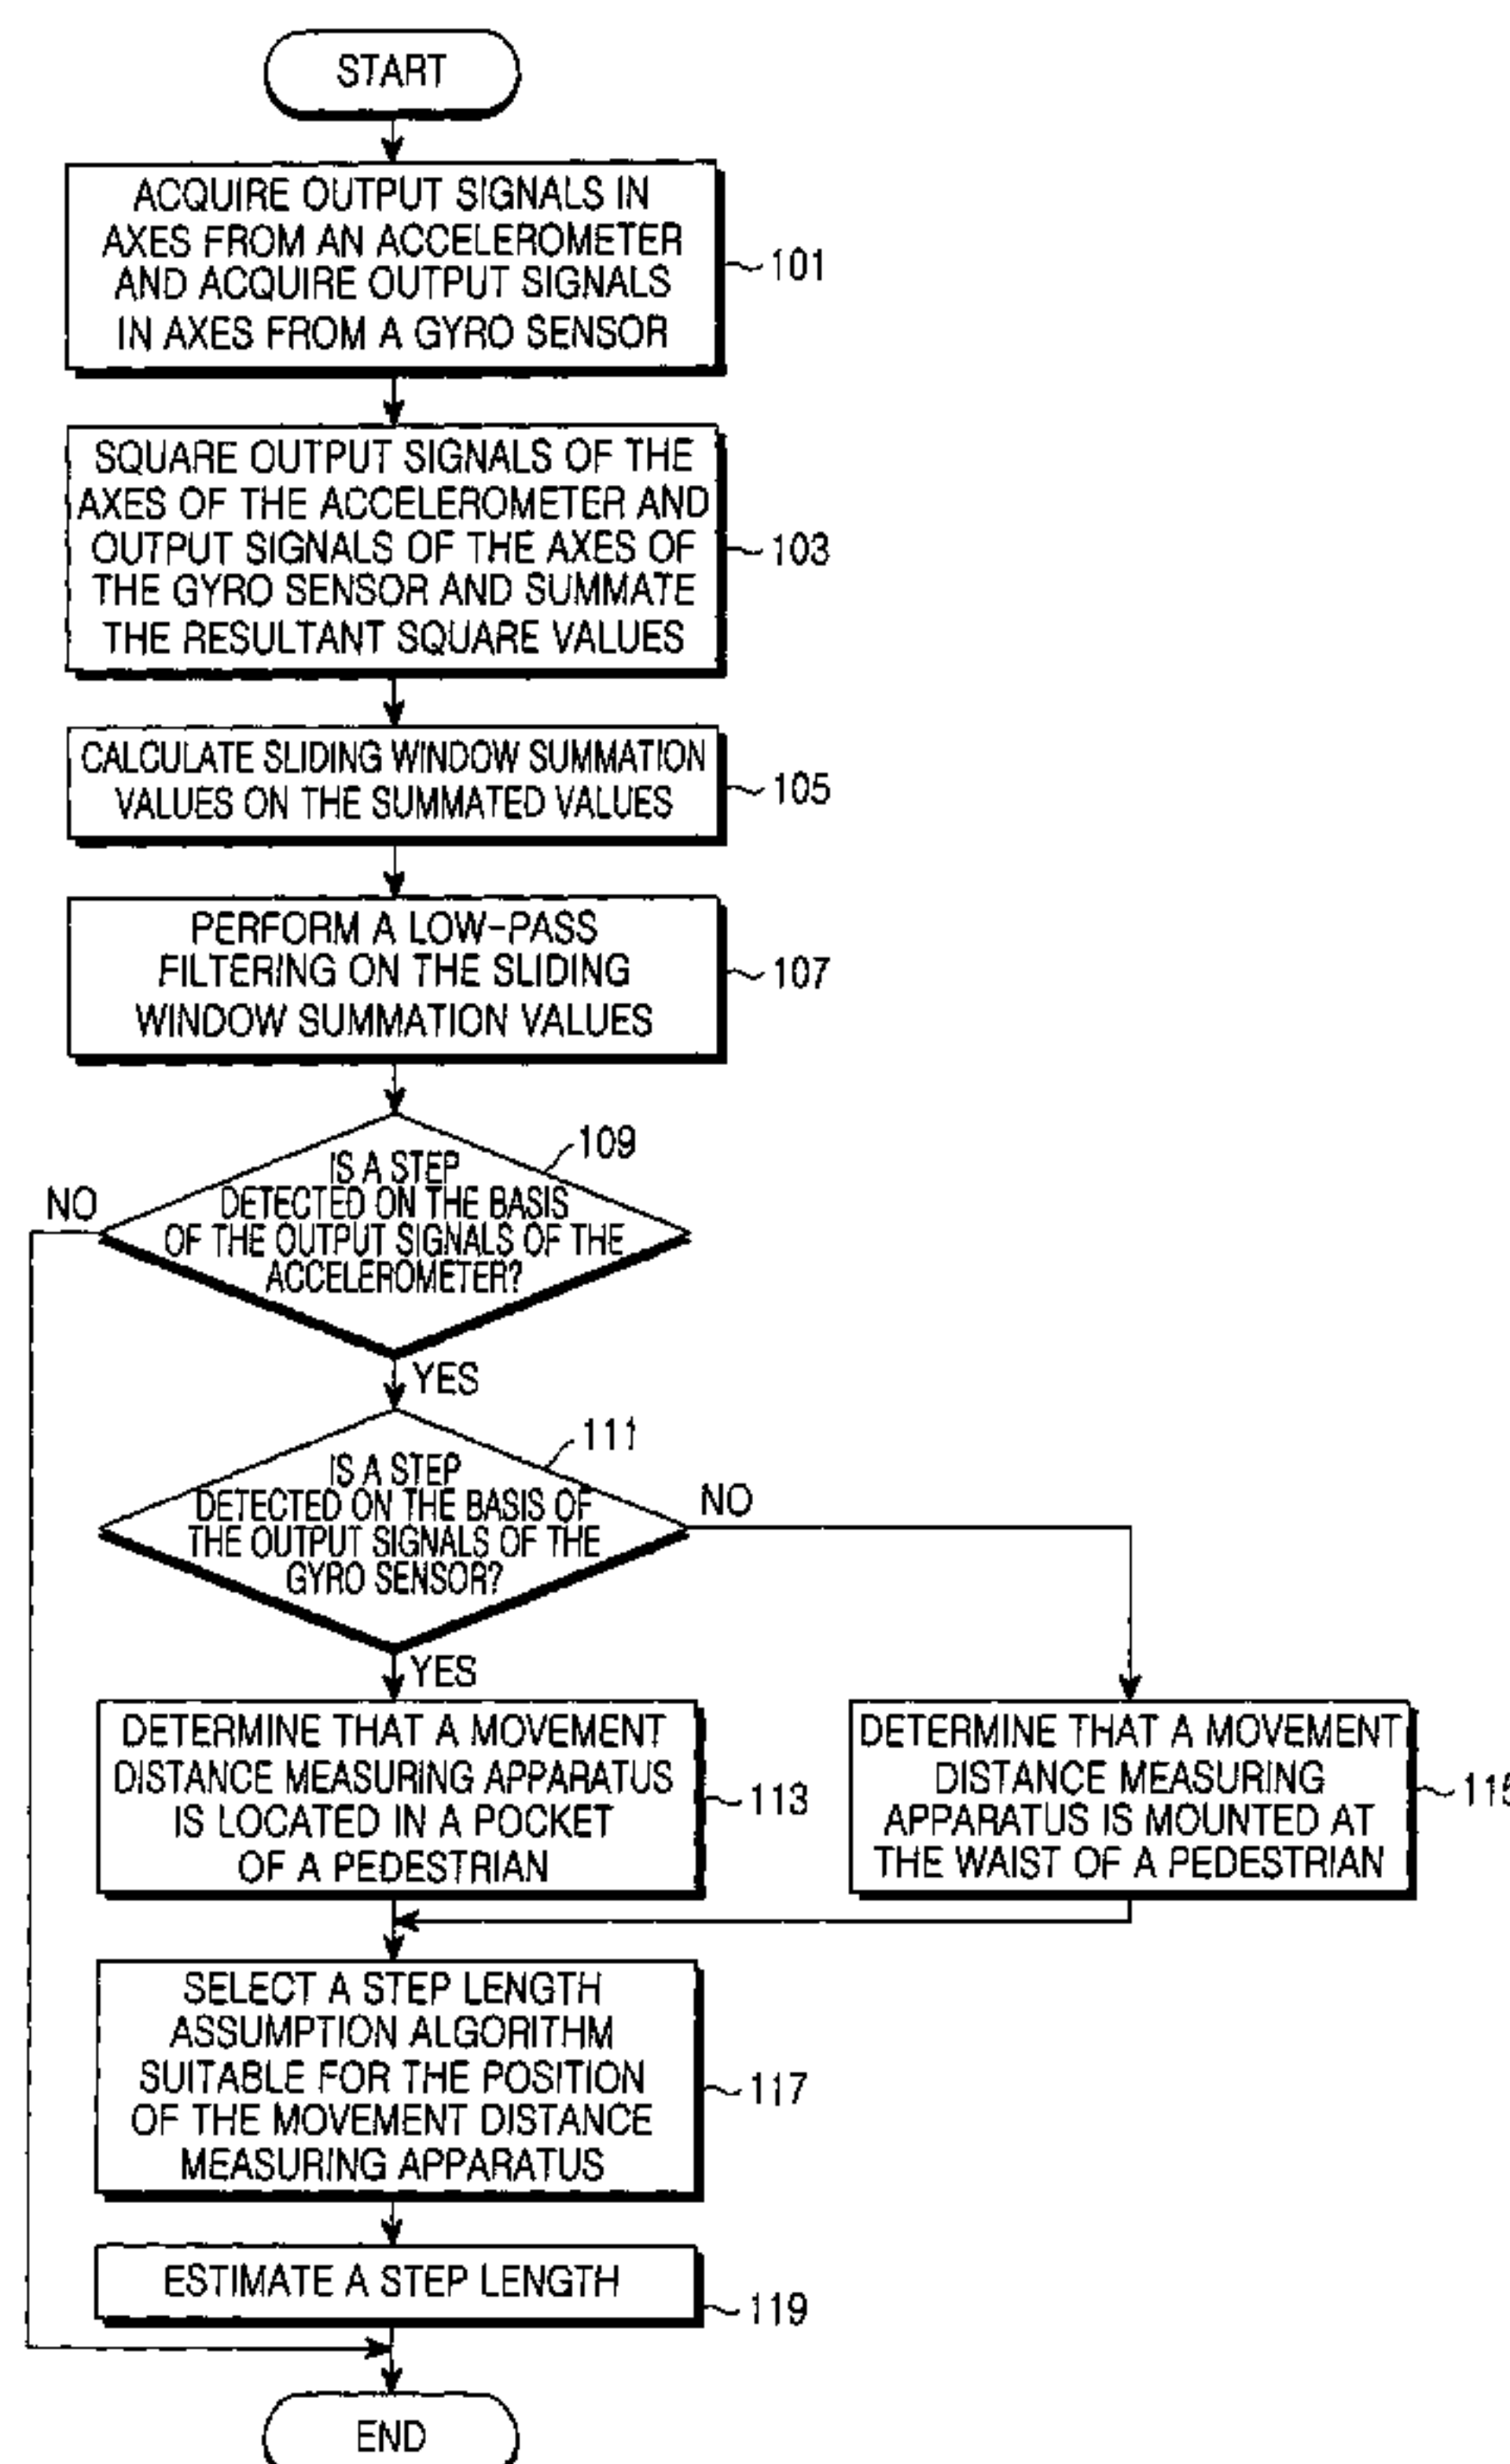 START
ACQUIRE OUTPUT SIGNALS IN
AXES FROM AN ACCELEROMETER
AND ACQUIRE OUTPUT SIGNALS
IN AXES FROM A GYRO SENSOR
101
SQUARE OUTPUT SIGNALS OF THE
AXES OF THE ACCELEROMETER AND
OUTPUT SIGNALS OF THE AXES OF
THE GYRO SENSOR AND SUMMATE
THE RESULTANT SQUARE VALUES
103
CALCULATE SLIDING WINDOW SUMMATION
VALUES ON THE SUMMATED VALUES
105
PERFORM A LOW-PASS
FILTERING ON THE SLIDING
WINDOW SUMMATION VALUES
107
109
IS A STEP
DETECTED ON THE BASIS
OF THE OUTPUT SIGNALS OF THE
ACCELEROMETER?
NO
YES
111
IS A STEP
DETECTED ON THE BASIS OF
THE OUTPUT SIGNALS OF THE
GYRO SENSOR?
NO
YES
DETERMINE THAT A MOVEMENT
DISTANCE MEASURING APPARATUS
IS LOCATED IN A POCKET
OF A PEDESTRIAN
113
DETERMINE THAT A MOVEMENT
DISTANCE MEASURING
APPARATUS IS MOUNTED AT
THE WAIST OF A PEDESTRIAN
115
SELECT A STEP LENGTH
ASSUMPTION ALGORITHM
SUITABLE FOR THE POSITION
OF THE MOVEMENT DISTANCE
MEASURING APPARATUS
117
ESTIMATE A STEP LENGTH
119
END